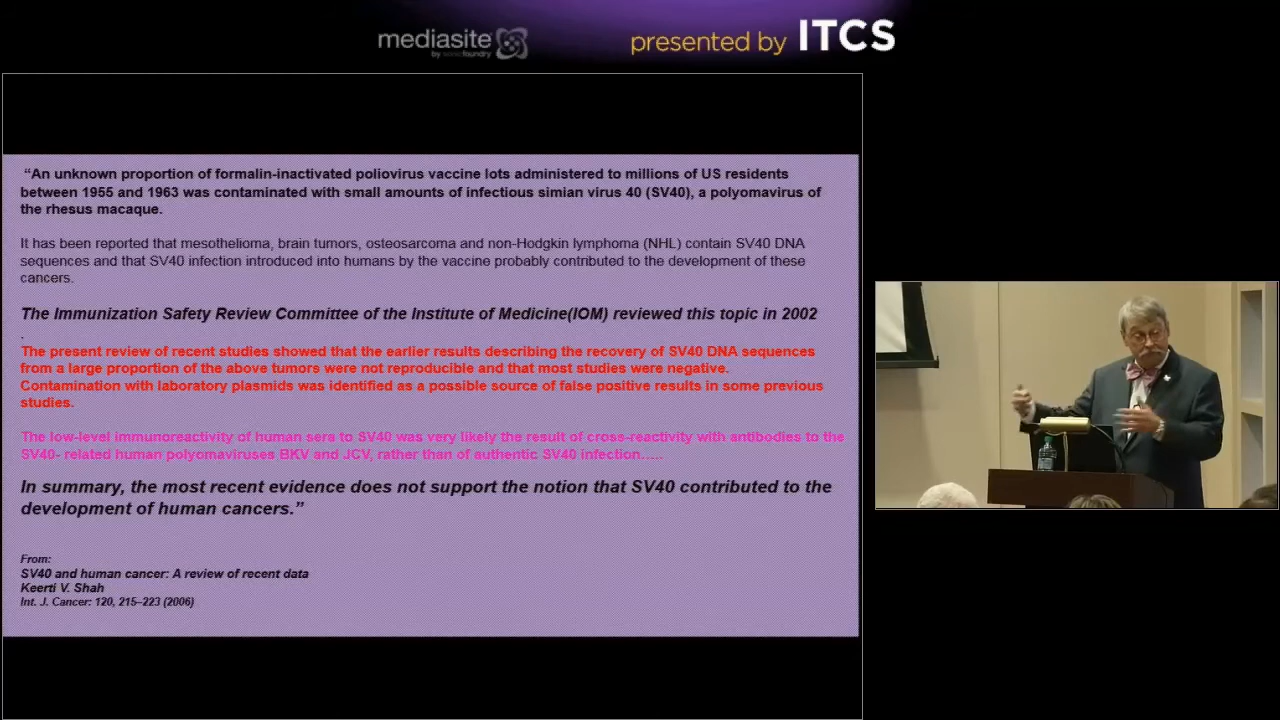 mediasite
by sonicfoundry
presented by ITCS
“An unknown proportion of formalin-inactivated poliovirus vaccine lots administered to millions of US residents
between 1955 and 1963 was contaminated with small amounts of infectious simian virus 40 (SV40), a polyomavirus of
the rhesus macaque.
It has been reported that mesothelioma, brain tumors, osteosarcoma and non-Hodgkin lymphoma (NHL) contain SV40 DNA
sequences and that SV40 infection introduced into humans by the vaccine probably contributed to the development of these
cancers.
The Immunization Safety Review Committee of the Institute of Medicine(IOM) reviewed this topic in 2002
.
The present review of recent studies showed that the earlier results describing the recovery of SV40 DNA sequences
from a large proportion of the above tumors were not reproducible and that most studies were negative.
Contamination with laboratory plasmids was identified as a possible source of false positive results in some previous
studies.
The low-level immunoreactivity of human sera to SV40 was very likely the result of cross-reactivity with antibodies to the
SV40- related human polyomaviruses BKV and JCV, rather than of authentic SV40 infection.....
In summary, the most recent evidence does not support the notion that SV40 contributed to the
development of human cancers.”
From:
SV40 and human cancer: A review of recent data
Keerti V. Shah
Int. J. Cancer: 120, 215–223 (2006)